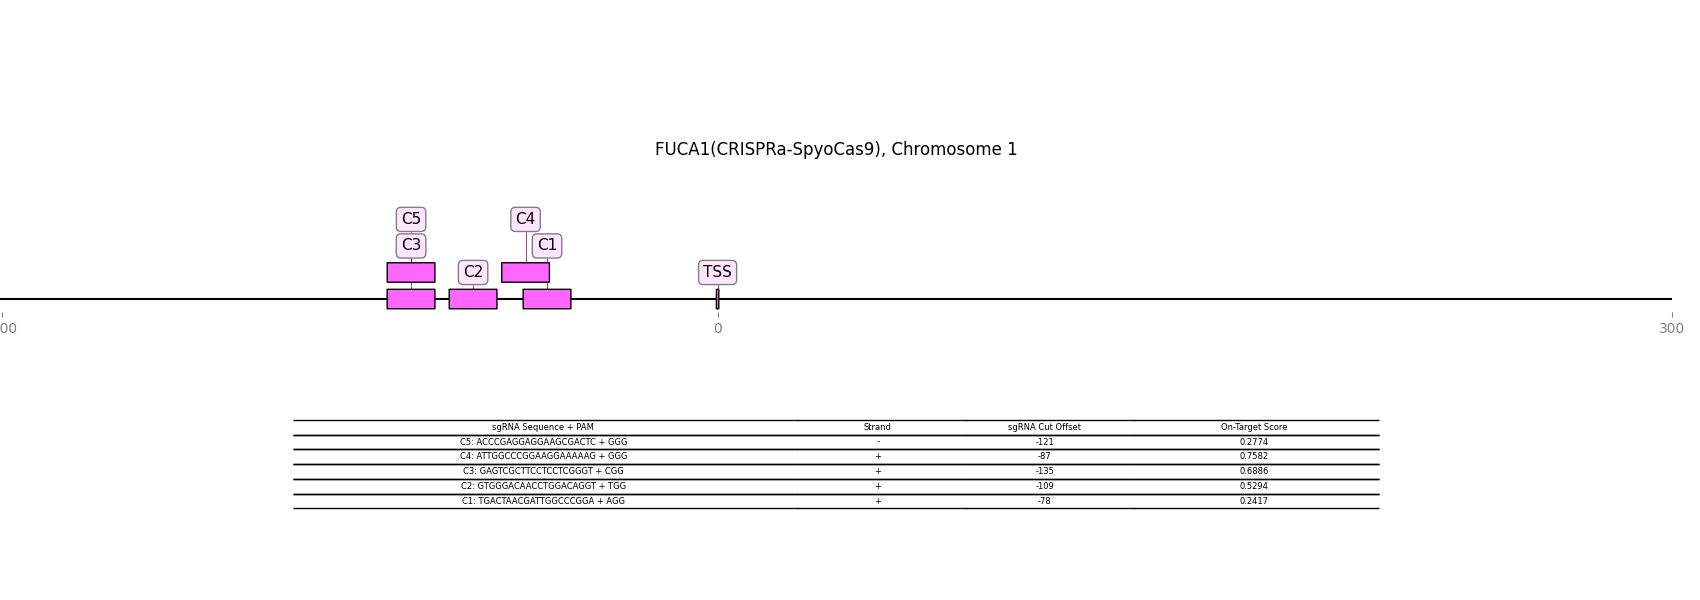 FUCA1(CRISPRa-SpyoCas9), Chromosome 1
C5 C4
C3 C1
C2 TSS
00 0 300
sgRNA Sequence + PAM Strand sgRNA Cut Offset On-Target Score
C5: ACCCGAGGAGGAAGCGACTC + GGG - -121 0.2774
C4: ATTGGCCCGGAAGGAAAAAG + GGG + -87 0.7582
C3: GAGTCGCTTCCTCCTCGGGT + CGG + -135 0.6886
C2: GTGGGACAACCTGGACAGGT + TGG + -109 0.5294
C1: TGACTAACGATTGGCCCGGA + AGG + -78 0.2417